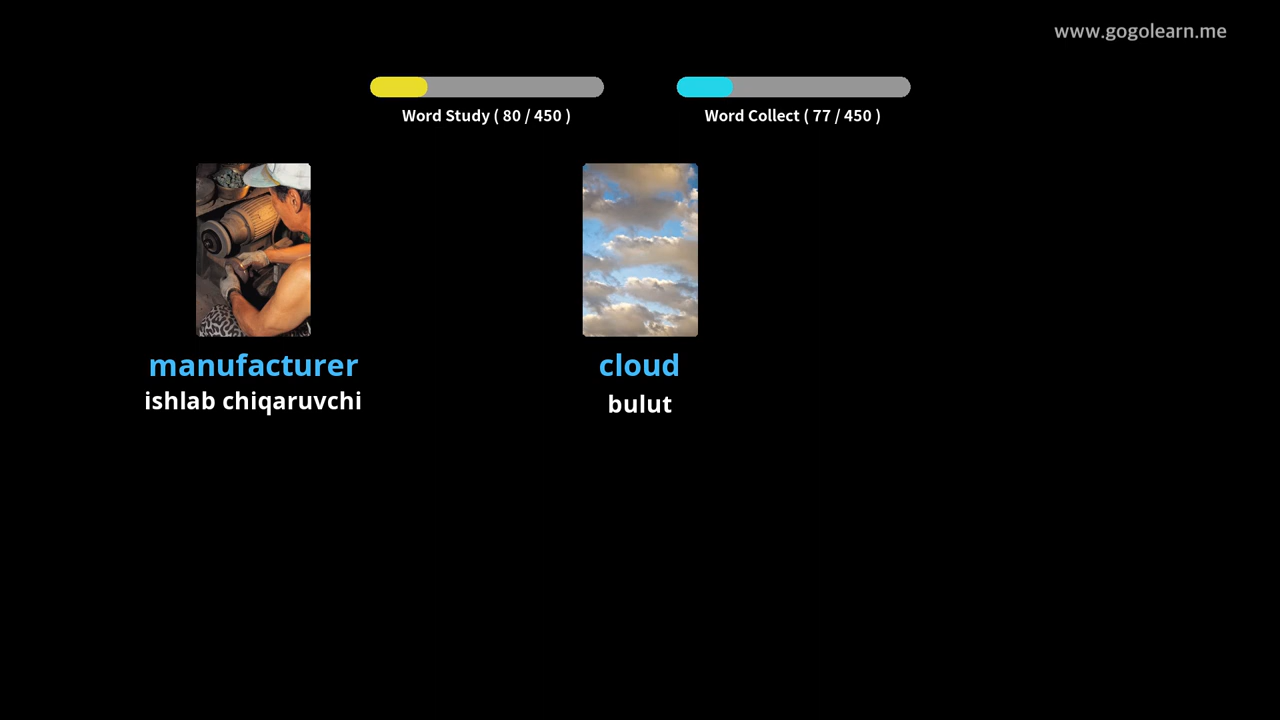 www.gogolearn.me
Word Study ( 80 / 450 )
Word Collect ( 77 / 450 )
manufacturer
ishlab chiqaruvchi
cloud
bulut